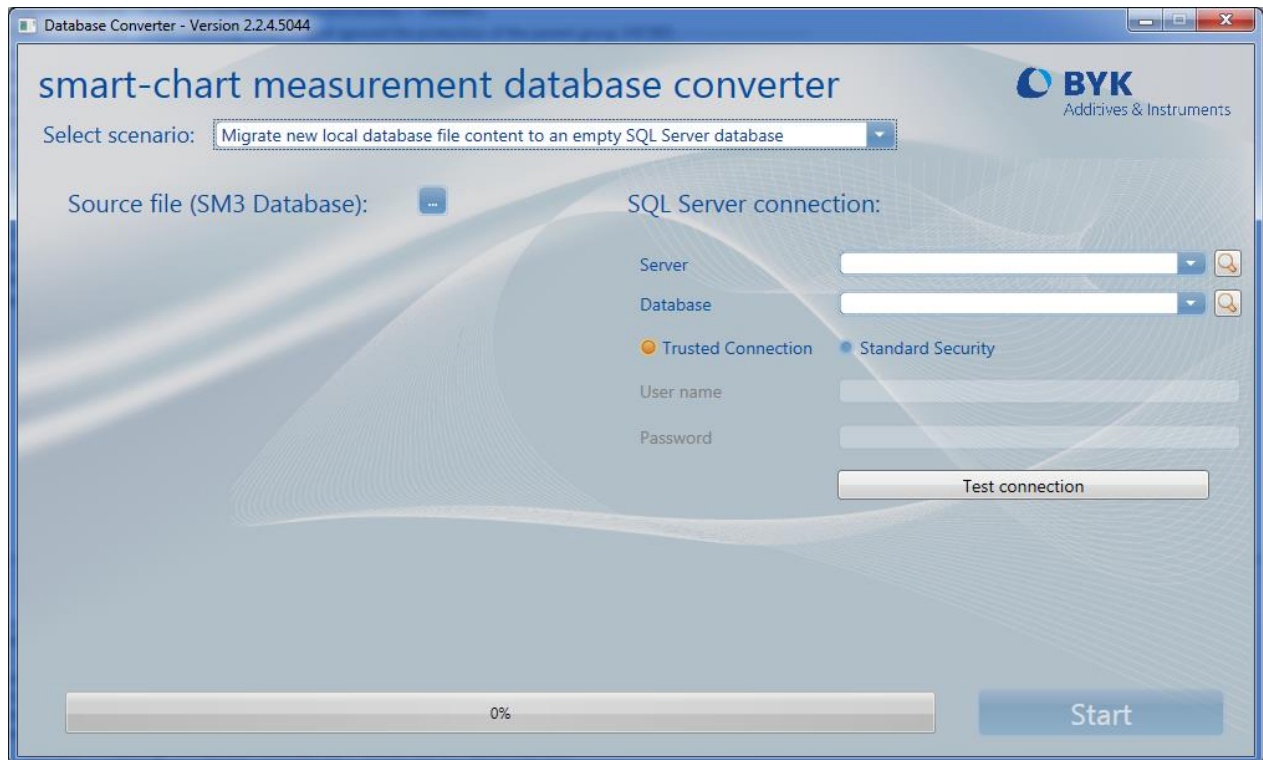 Database Converter - Version 2.2.4.5044
smart-chart measurement database converter
BYK
Additives & Instruments
Select scenario: Migrate new local database file content to an empty SQL Server database
Source file (SM3 Database): ...
SQL Server connection:
Server
Database
Trusted Connection Standard Security
User name
Password
Test connection
0%
Start